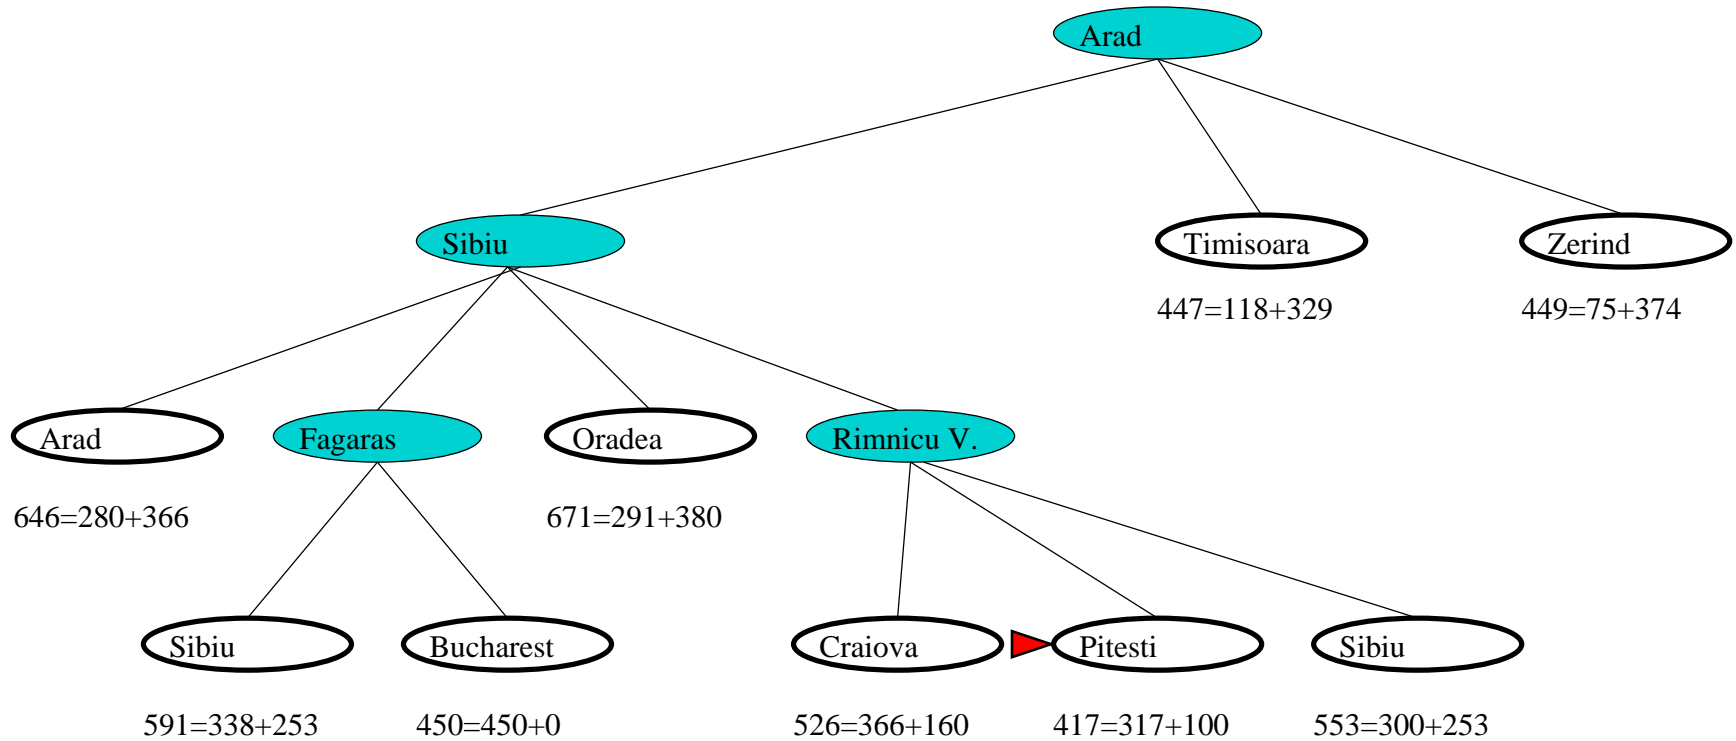 Arad
Sibiu
Timisoara
Zerind
447=118+329
449=75+374
Arad
Fagaras
Oradea
Rimnicu V.
646=280+366
671=291+380
Sibiu
Bucharest
Craiova
Pitesti
Sibiu
591=338+253
450=450+0
526=366+160
417=317+100
553=300+253